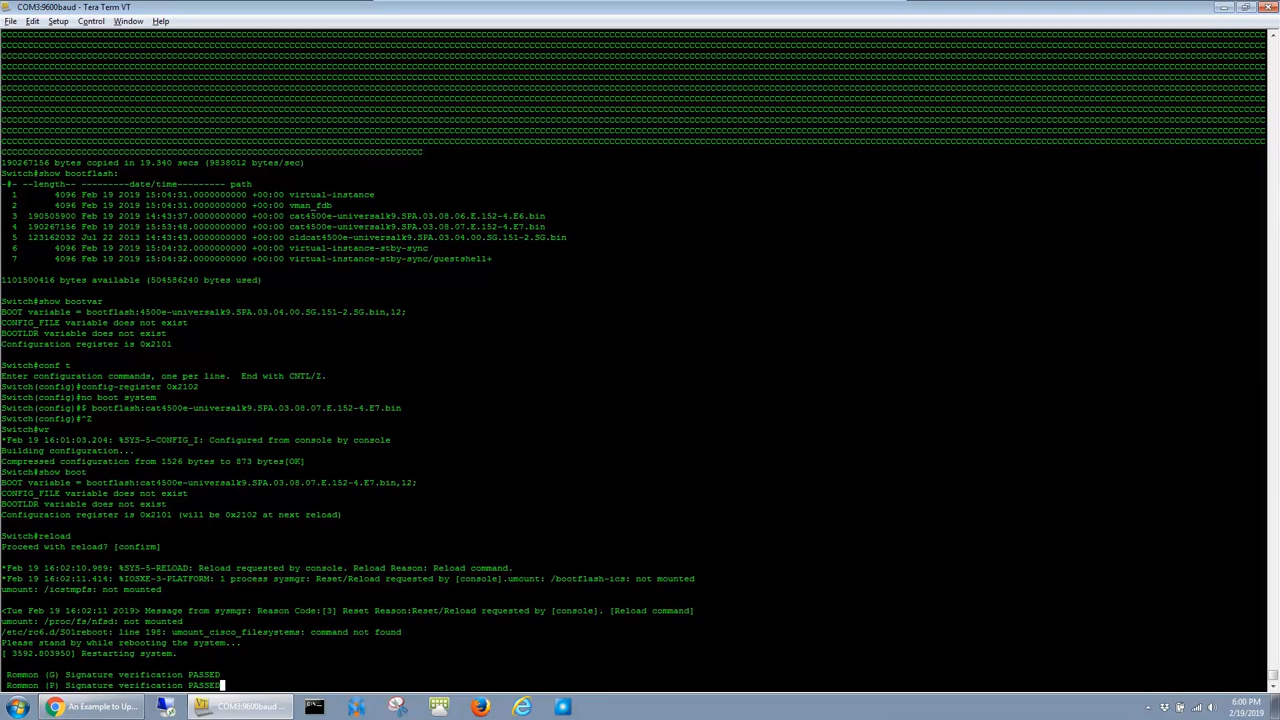 COM3:9600baud - Tera Term VT
File Edit Setup Control Window Help
190267156 bytes copied in 19.340 secs (9838012 bytes/sec)
Switch#show bootflash:
-#- --length-- ---------date/time--------- path
1 4096 Feb 19 2019 15:04:31.0000000000 +00:00 virtual-instance
2 4096 Feb 19 2019 15:04:31.0000000000 +00:00 vman_fdb
3 190505900 Feb 19 2019 14:43:37.0000000000 +00:00 cat4500e-universalk9.SPA.03.08.06.E.152-4.E6.bin
4 190267156 Feb 19 2019 15:53:48.0000000000 +00:00 cat4500e-universalk9.SPA.03.08.07.E.152-4.E7.bin
5 123162032 Jul 22 2013 14:43:43.0000000000 +00:00 oldcat4500e-universalk9.SPA.03.04.00.SG.151-2.SG.bin
6 4096 Feb 19 2019 15:04:32.0000000000 +00:00 virtual-instance-stby-sync
7 4096 Feb 19 2019 15:04:32.0000000000 +00:00 virtual-instance-stby-sync/guestshell+
1101500416 bytes available (504586240 bytes used)
Switch#show bootvar
BOOT variable = bootflash:4500e-universalk9.SPA.03.04.00.SG.151-2.SG.bin,12;
CONFIG_FILE variable does not exist
BOOTLDR variable does not exist
Configuration register is 0x2101
Switch#conf t
Enter configuration commands, one per line. End with CNTL/Z.
Switch(config)#config-register 0x2102
Switch(config)#no boot system
Switch(config)#$ bootflash:cat4500e-universalk9.SPA.03.08.07.E.152-4.E7.bin
Switch(config)#^Z
Switch#wr
*Feb 19 16:01:03.204: %SYS-5-CONFIG_I: Configured from console by console
Building configuration...
Compressed configuration from 1526 bytes to 873 bytes[OK]
Switch#show boot
BOOT variable = bootflash:cat4500e-universalk9.SPA.03.08.07.E.152-4.E7.bin,12;
CONFIG_FILE variable does not exist
BOOTLDR variable does not exist
Configuration register is 0x2101 (will be 0x2102 at next reload)
Switch#reload
Proceed with reload? [confirm]
*Feb 19 16:02:10.989: %SYS-5-RELOAD: Reload requested by console. Reload Reason: Reload command.
*Feb 19 16:02:11.414: %IOSXE-3-PLATFORM: 1 process sysmgr: Reset/Reload requested by [console].umount: /bootflash-ics: not mounted
umount: /icstmpfs: not mounted
<Tue Feb 19 16:02:11 2019> Message from sysmgr: Reason Code:[3] Reset Reason:Reset/Reload requested by [console]. [Reload command]
umount: /proc/fs/nfsd: not mounted
/etc/rc6.d/S01reboot: line 198: umount_cisco_filesystems: command not found
Please stand by while rebooting the system...
[ 3592.803950] Restarting system.
Rommon (G) Signature verification PASSED
Rommon (P) Signature verification PASSED
An Example to Up...
COM3:9600baud ...
6:00 PM
2/19/2019